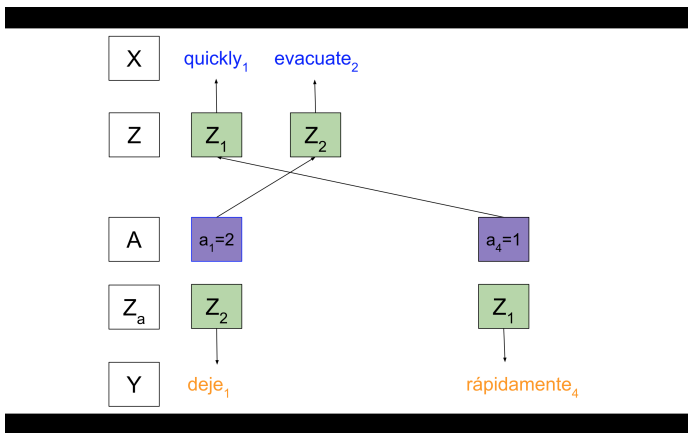 X quickly₁ evacuate₂
Z Z₁ Z₂
A a₁=2 a₄=1
Zₐ Z₂ Z₁
Y deje₁ rápidamente₄